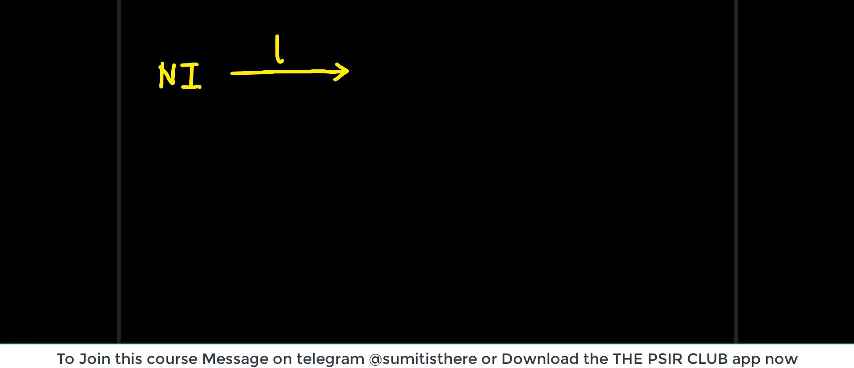 l
NI →
To Join this course Message on telegram @sumitisthere or Download the THE PSIR CLUB app now